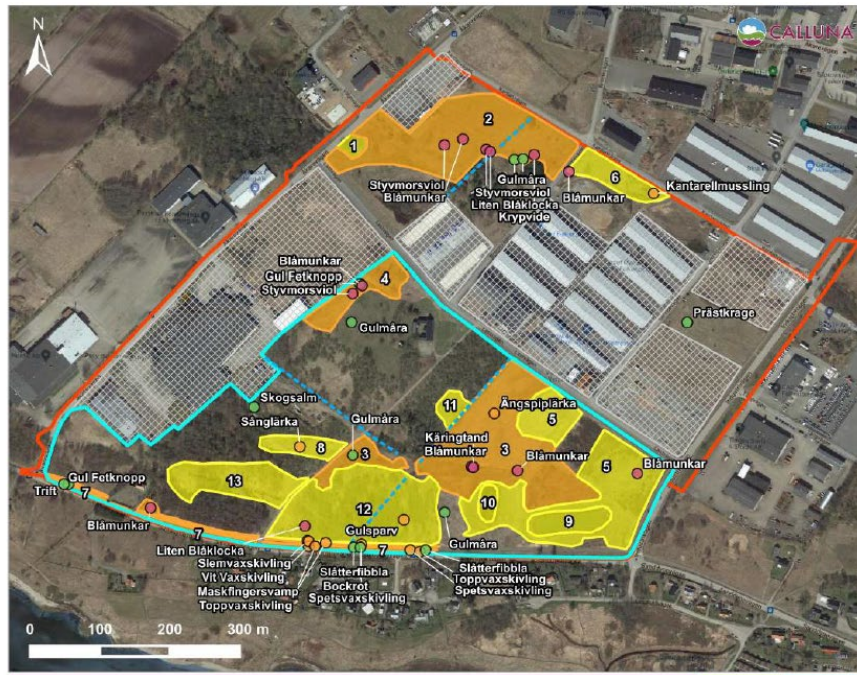 N
CALLUNA
2
1
6
Styvmorsviol
Blåmunkar
Gulmåra
Styvmorsviol
Liten Blåklocka
Krypvide
Blåmunkar
Kantarellmussling
Blåmunkar
Gul Fetknopp
Styvmorsviol
4
Gulmåra
Prästkrage
Skogsalm
Sånglärka
Gulmåra
11
Ängspiplärka
5
8
3
Käringtand
Blåmunkar
3
Blåmunkar
5
Blåmunkar
13
Gul Fetknopp
Trift
7
12
10
9
Blåmunkar
7
Gulsparv
Gulmåra
Liten Blåklocka
Slemvaxskivling
Vit Vaxskivling
Maskfingersvamp
Toppvaxskivling
7
Slåtterfibbla
Bockrot
Spetsvaxskivling
Slåtterfibbla
Toppvaxskivling
Spetsvaxskivling
0 100 200 300 m